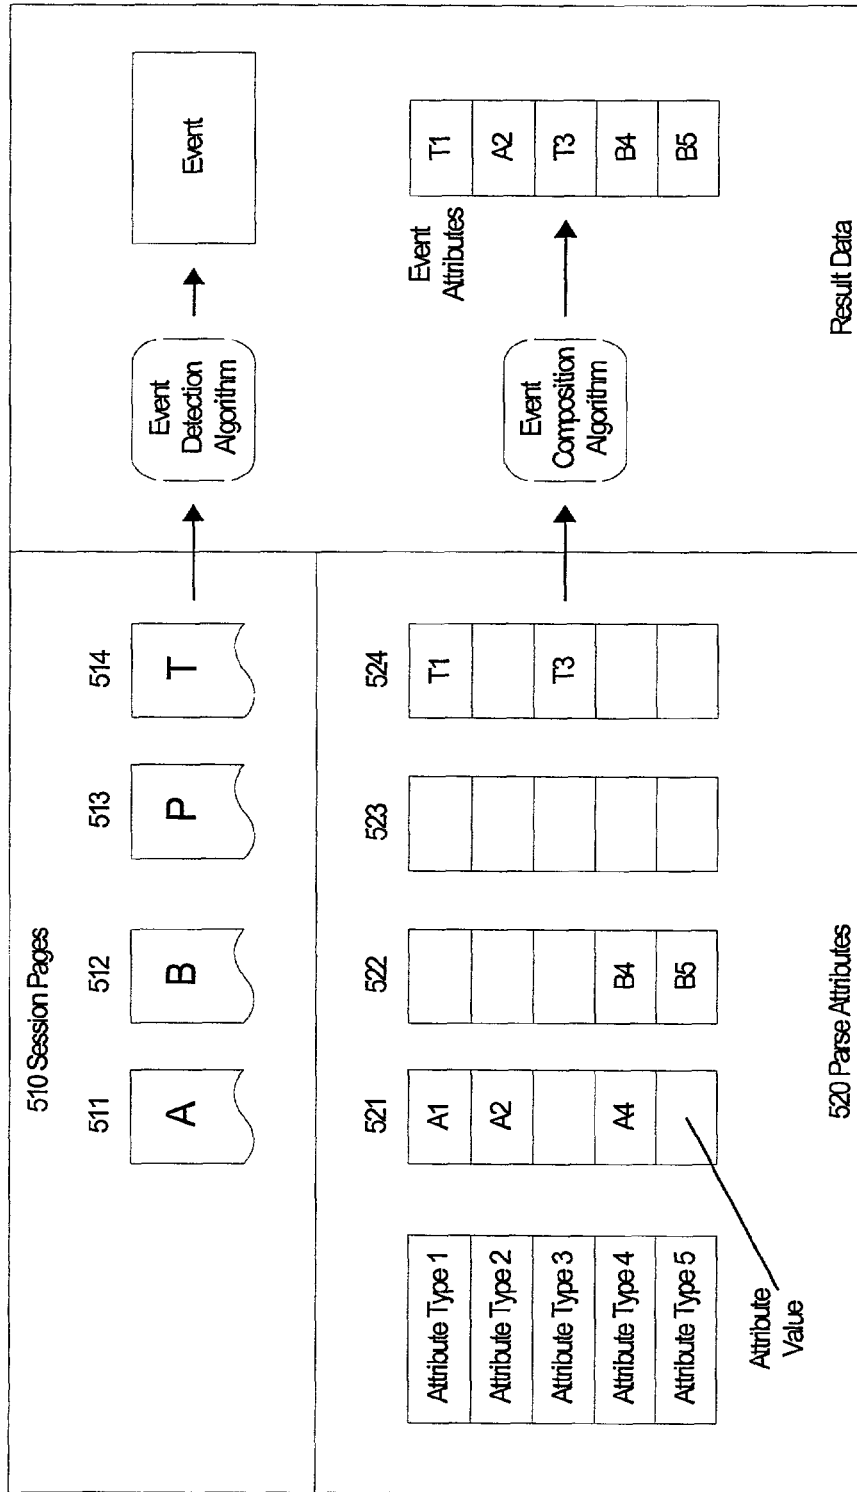 510 Session Pages
511
512
513
514
A
B
P
T
Event
Detection
Algorithm
Event
521
522
523
524
Attribute Type 1
A1
T1
Attribute Type 2
A2
Attribute Type 3
T3
Attribute Type 4
A4
B4
Attribute Type 5
B5
Attribute
Value
520 Parse Attributes
Event
Composition
Algorithm
Event
Attributes
T1
A2
T3
B4
B5
Result Data